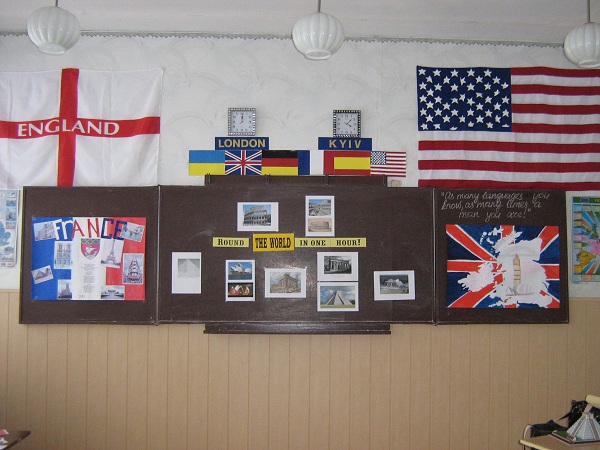 ENGLAND
LONDON
KYIV
FRANCE
"As many languages you
know, as many times a
man you are!"
ROUND THE WORLD IN ONE HOUR!